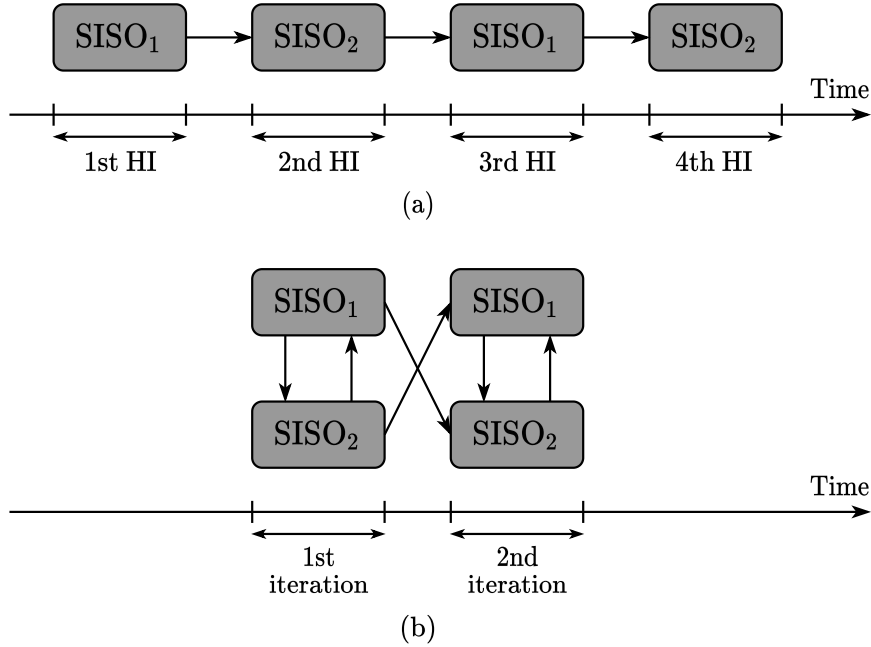 SISO₁ SISO₂ SISO₁ SISO₂
Time
1st HI 2nd HI 3rd HI 4th HI
(a)
SISO₁ SISO₁
SISO₂ SISO₂
Time
1st 2nd
iteration iteration
(b)